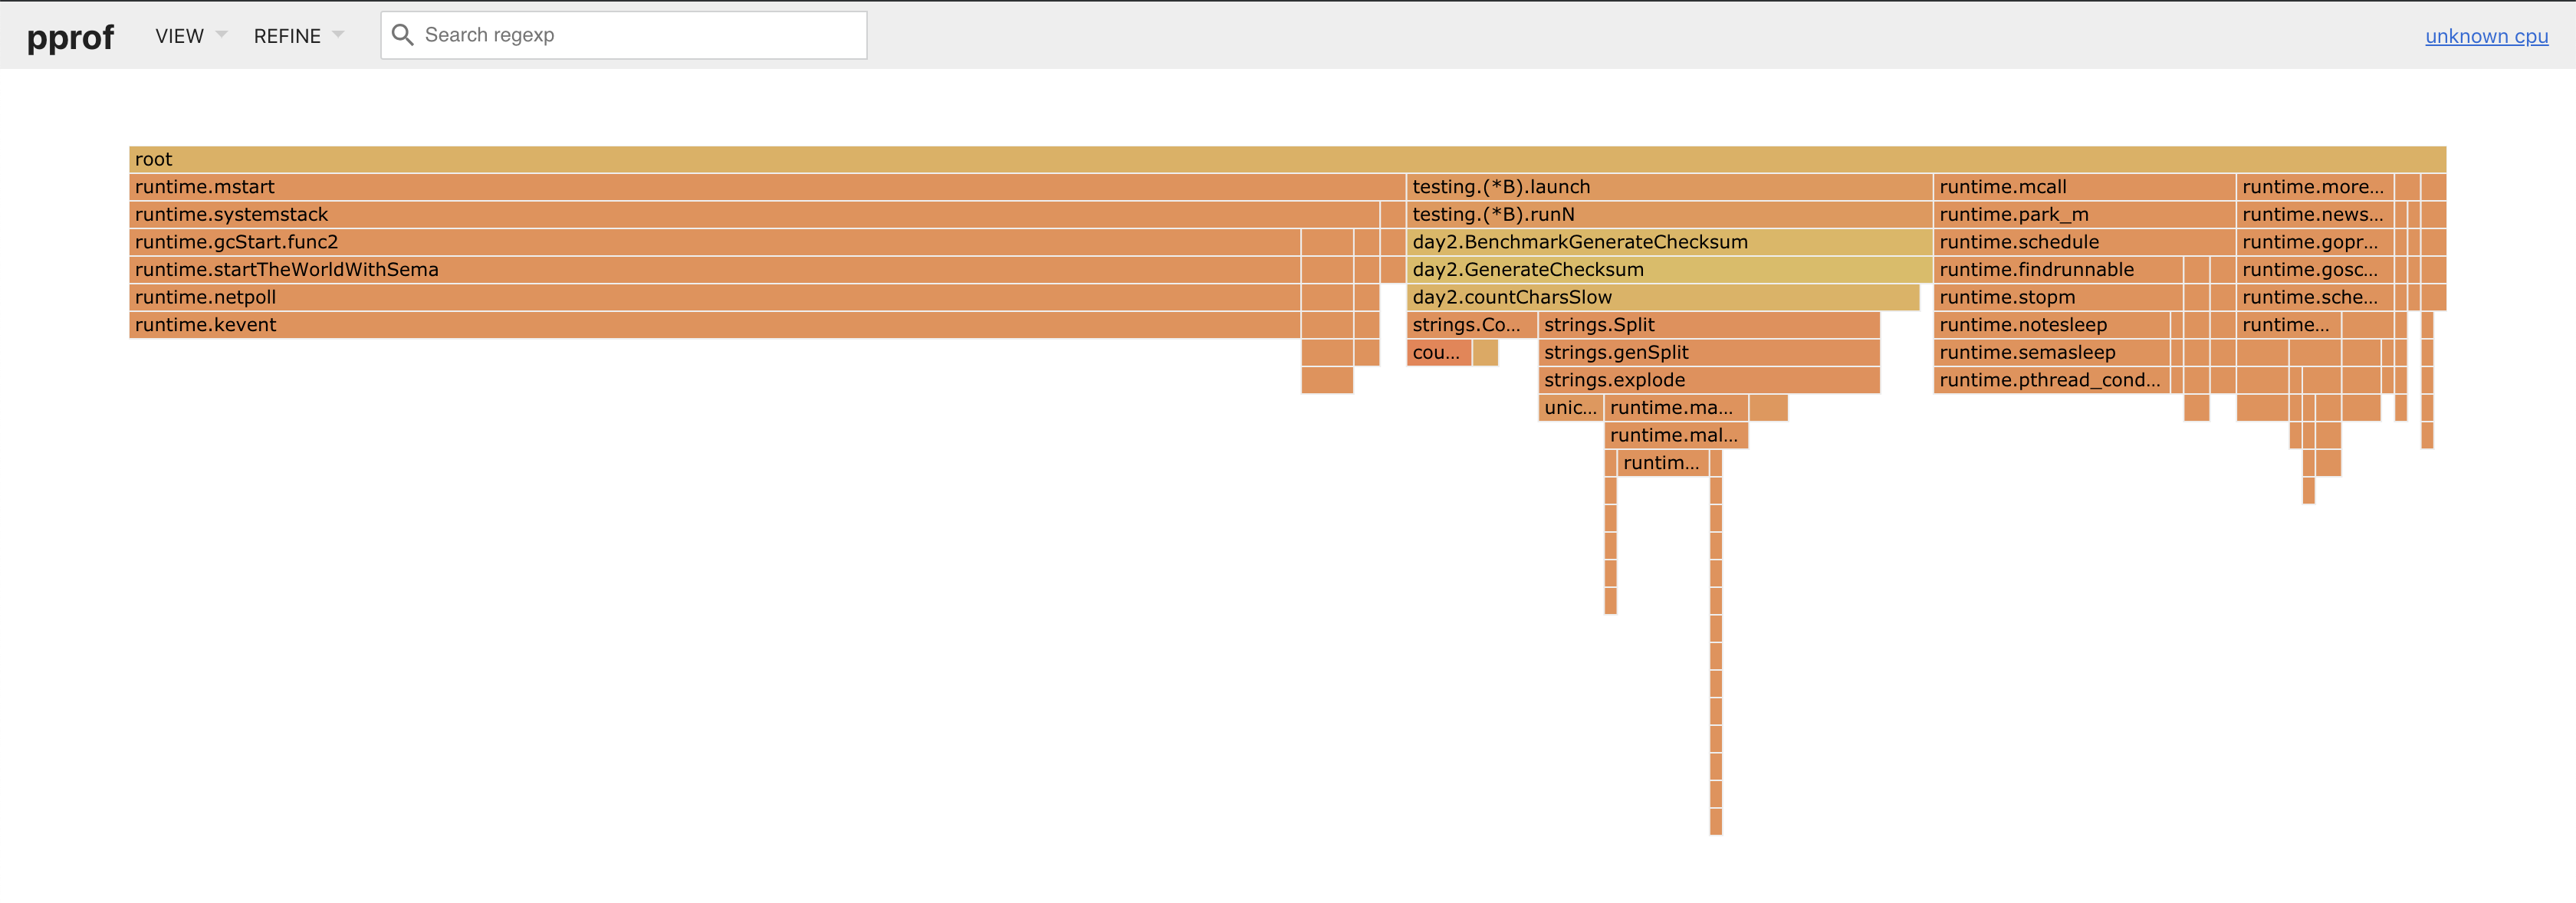 pprof VIEW REFINE Search regexp unknown cpu
root
runtime.mstart testing.(*B).launch runtime.mcall runtime.more...
runtime.systemstack testing.(*B).runN runtime.park_m runtime.news...
runtime.gcStart.func2 day2.BenchmarkGenerateChecksum runtime.schedule runtime.gopr...
runtime.startTheWorldWithSema day2.GenerateChecksum runtime.findrunnable runtime.gosc...
runtime.netpoll day2.countCharsSlow runtime.stopm runtime.sche...
runtime.kevent strings.Co... strings.Split runtime.notesleep runtime...
cou... strings.genSplit runtime.semasleep
strings.explode runtime.pthread_cond...
unic... runtime.ma...
runtime.mal...
runtim...